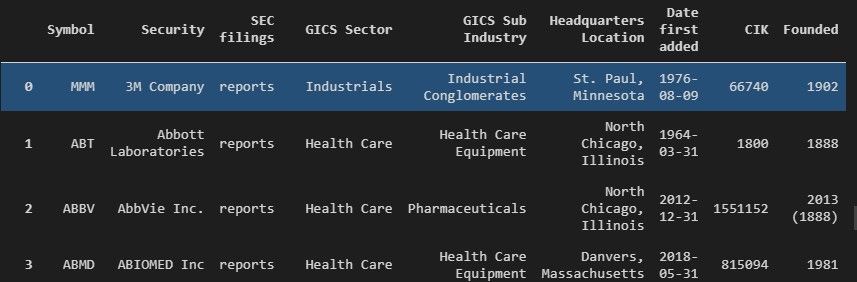 Symbol Security SEC filings GICS Sector GICS Sub Industry Headquarters Location Date first added CIK Founded
0 MMM 3M Company reports Industrials Industrial Conglomerates St. Paul, Minnesota 1976-08-09 66740 1902
1 ABT Abbott Laboratories reports Health Care Health Care Equipment North Chicago, Illinois 1964-03-31 1800 1888
2 ABBV AbbVie Inc. reports Health Care Pharmaceuticals North Chicago, Illinois 2012-12-31 1551152 2013 (1888)
3 ABMD ABIOMED Inc reports Health Care Health Care Equipment Danvers, Massachusetts 2018-05-31 815094 1981